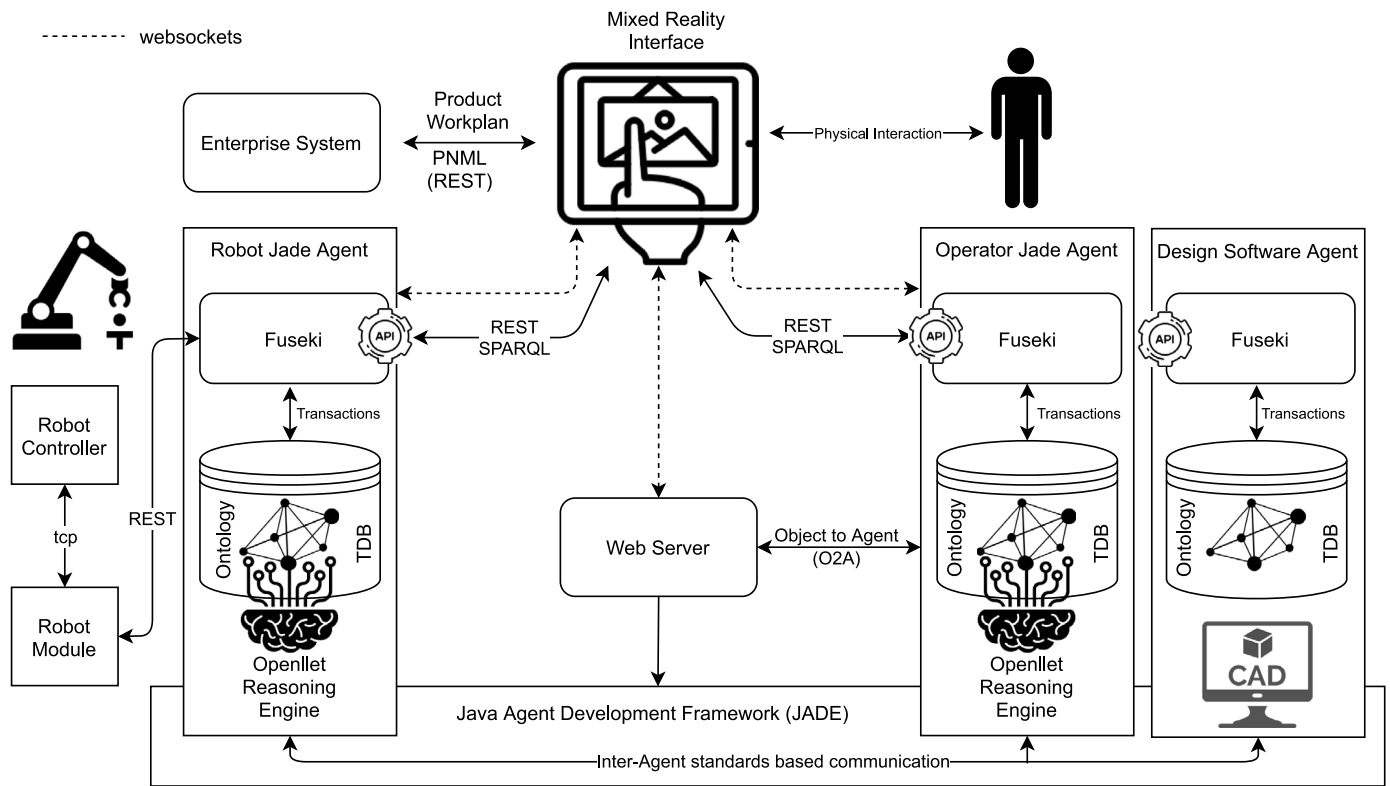 websockets
Mixed Reality
Interface
Enterprise System
Product
Workplan
PNML
(REST)
Physical Interaction
Robot Jade Agent
Operator Jade Agent
Design Software Agent
Fuseki
API
REST
SPARQL
REST
SPARQL
API
Fuseki
API
Fuseki
Transactions
Transactions
Transactions
Robot
Controller
tcp
REST
Robot
Module
Ontology
TDB
Web Server
Object to Agent
(O2A)
Ontology
TDB
Ontology
TDB
Openllet
Reasoning
Engine
Openllet
Reasoning
Engine
CAD
Java Agent Development Framework (JADE)
Inter-Agent standards based communication